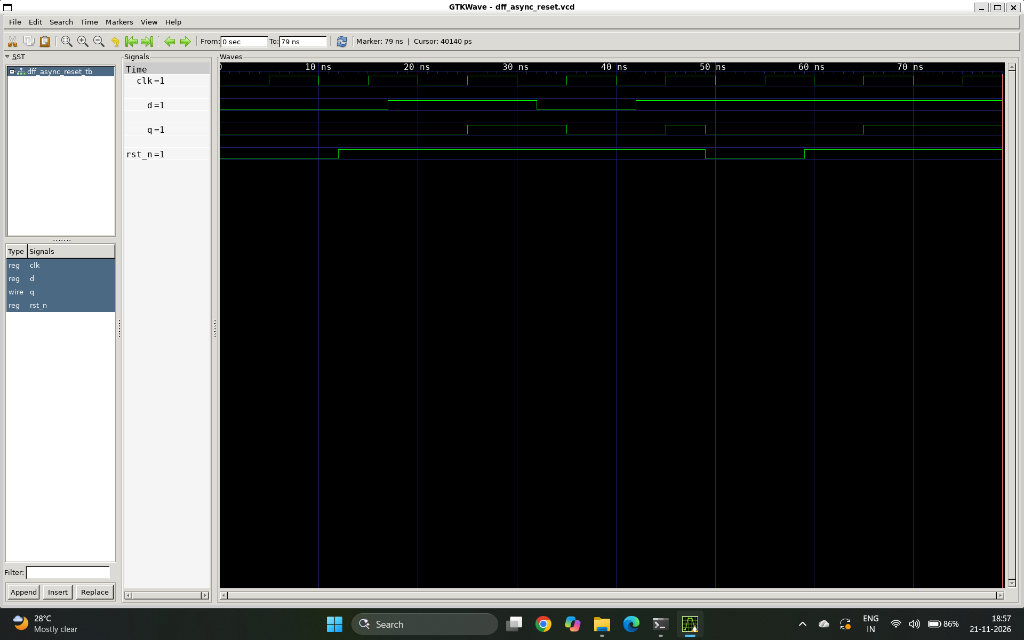 GTKWave - dff_async_reset.vcd
File Edit Search Time Markers View Help
From: 0 sec To: 79 ns Marker: 79 ns | Cursor: 40140 ps
SST
dff_async_reset_tb
Type Signals
reg clk
reg d
wire q
reg rst_n
Filter:
Append Insert Replace
Signals
Time
clk=1
d=1
q=1
rst_n=1
Waves
0 10 ns 20 ns 30 ns 40 ns 50 ns 60 ns 70 ns
28°C
Mostly clear
Search
ENG
IN
86%
18:57
21-11-2026